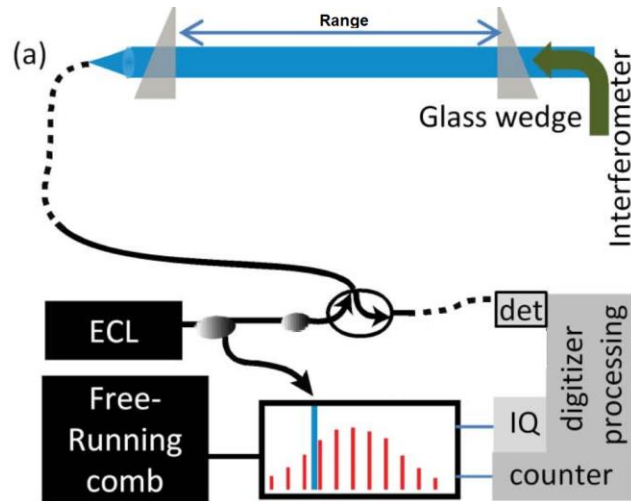 Range
(a)
Glass wedge
Interferometer
ECL
det
digitizer
processing
Free-
Running
comb
IQ
counter